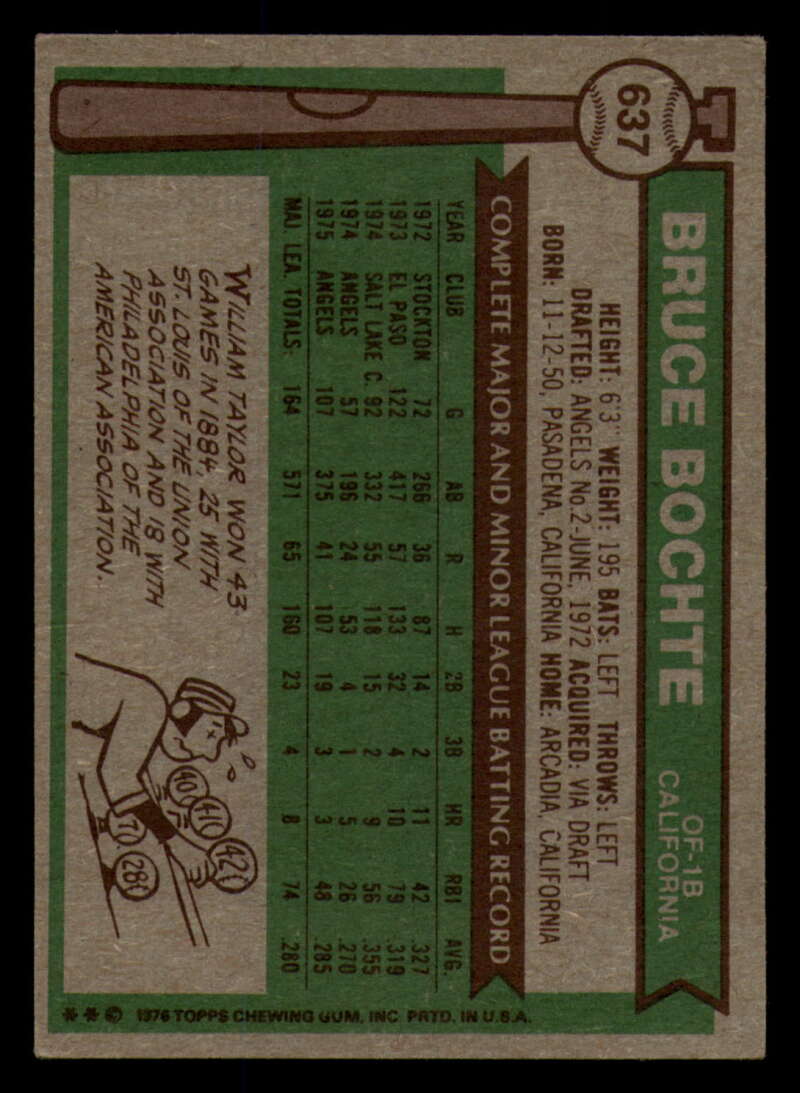 637
BRUCE BOCHTE
OF-1B
CALIFORNIA
HEIGHT: 6'3" WEIGHT: 195 BATS: LEFT THROWS: LEFT
DRAFTED: ANGELS No.2-JUNE, 1972 ACQUIRED: VIA DRAFT
BORN: 11-12-50, PASADENA, CALIFORNIA HOME: ARCADIA, CALIFORNIA
COMPLETE MAJOR AND MINOR LEAGUE BATTING RECORD
YEAR CLUB G AB R H 2B 3B HR RBI AVG.
1972 STOCKTON 72 266 36 87 14 2 11 42 .327
1973 EL PASO 122 417 57 133 32 4 10 79 .319
1974 SALT LAKE C. 92 332 55 118 15 2 9 56 .355
1974 ANGELS 57 196 24 53 4 1 5 26 .270
1975 ANGELS 107 375 41 107 19 3 3 48 .285
MAJ. LEA. TOTALS: 164 571 65 160 23 4 8 74 .280
WILLIAM TAYLOR WON 43
GAMES IN 1884, 25 WITH
ST. LOUIS OF THE UNION
ASSOCIATION AND 18 WITH
PHILADELPHIA OF THE
AMERICAN ASSOCIATION.
40 41 42
7 28
** © 1976 TOPPS CHEWING GUM, INC. PRTD. IN U.S.A.